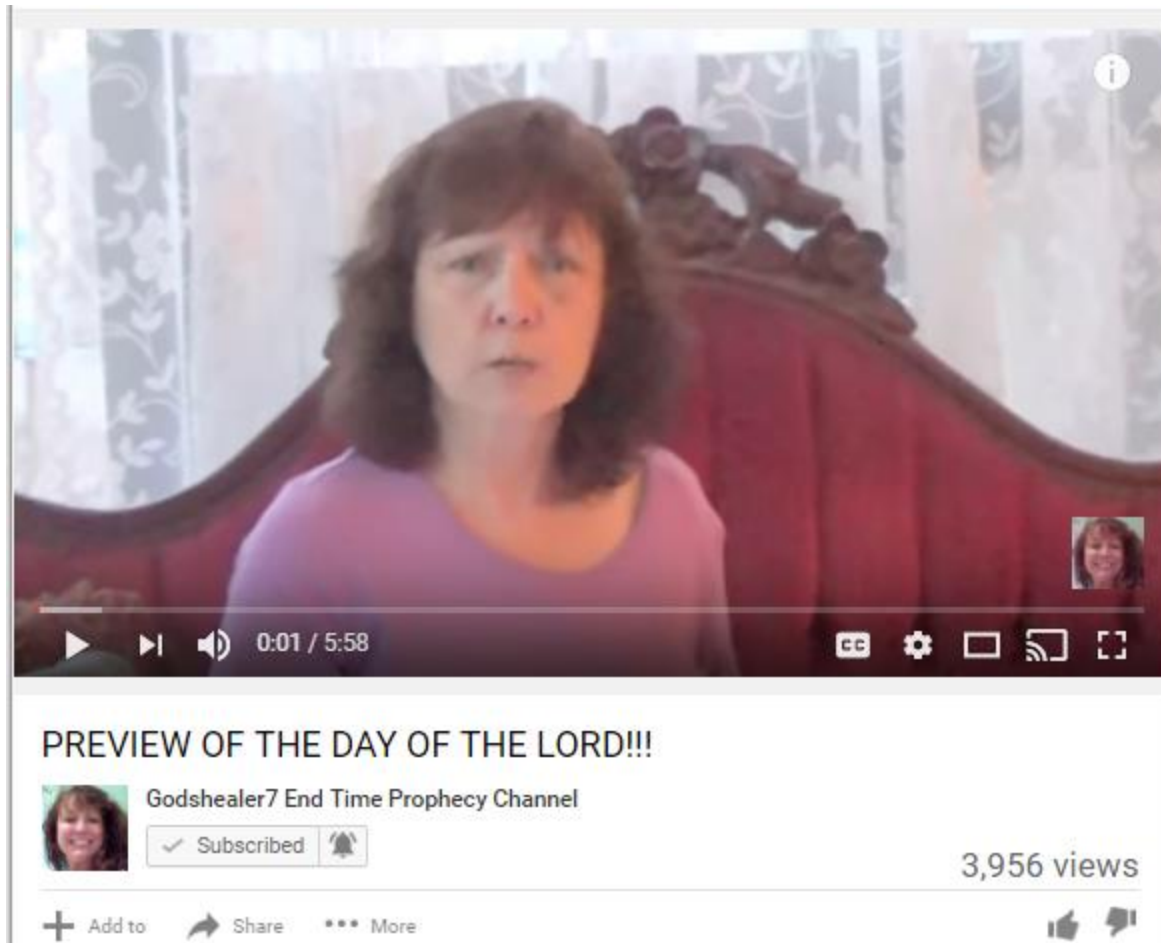 i
0:01 / 5:58
CC
PREVIEW OF THE DAY OF THE LORD!!!
Godshealer7 End Time Prophecy Channel
Subscribed
3,956 views
Add to
Share
More